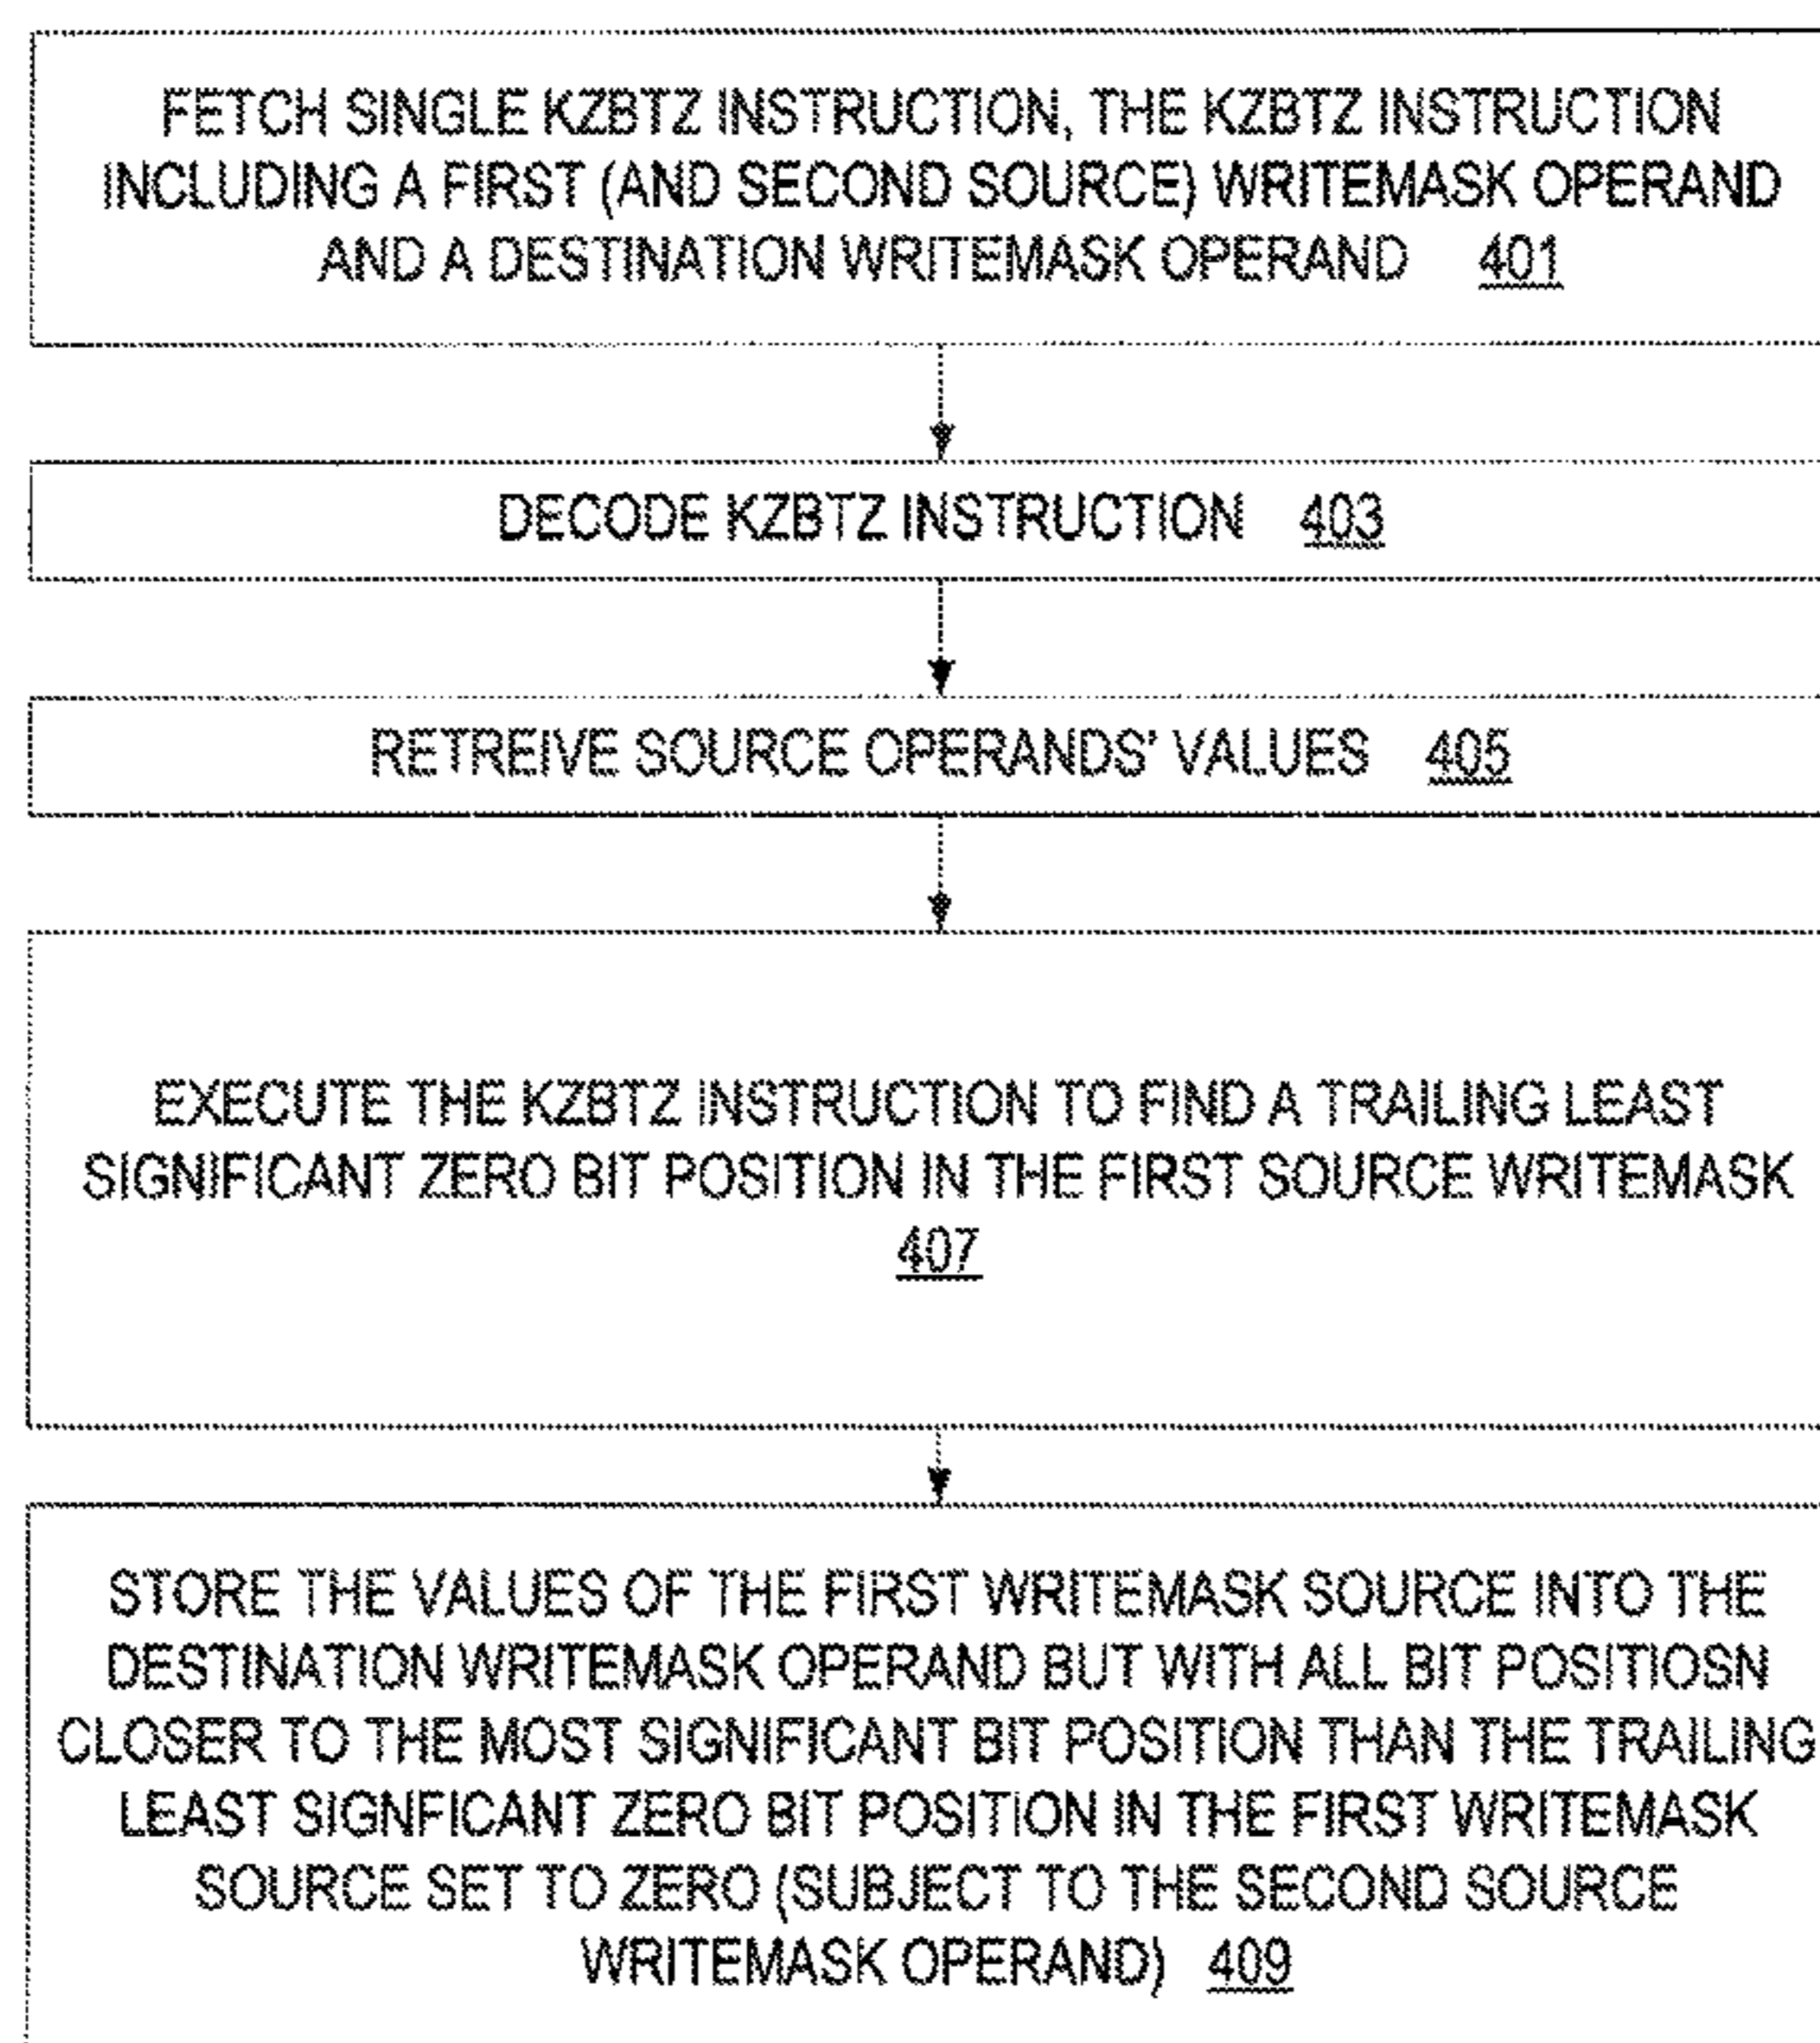 FETCH SINGLE KZBTZ INSTRUCTION, THE KZBTZ INSTRUCTION
INCLUDING A FIRST (AND SECOND SOURCE) WRITEMASK OPERAND
AND A DESTINATION WRITEMASK OPERAND 401
DECODE KZBTZ INSTRUCTION 403
RETREIVE SOURCE OPERANDS' VALUES 405
EXECUTE THE KZBTZ INSTRUCTION TO FIND A TRAILING LEAST
SIGNIFICANT ZERO BIT POSITION IN THE FIRST SOURCE WRITEMASK
407
STORE THE VALUES OF THE FIRST WRITEMASK SOURCE INTO THE
DESTINATION WRITEMASK OPERAND BUT WITH ALL BIT POSITIOSN
CLOSER TO THE MOST SIGNIFICANT BIT POSITION THAN THE TRAILING
LEAST SIGNFICANT ZERO BIT POSITION IN THE FIRST WRITEMASK
SOURCE SET TO ZERO (SUBJECT TO THE SECOND SOURCE
WRITEMASK OPERAND) 409